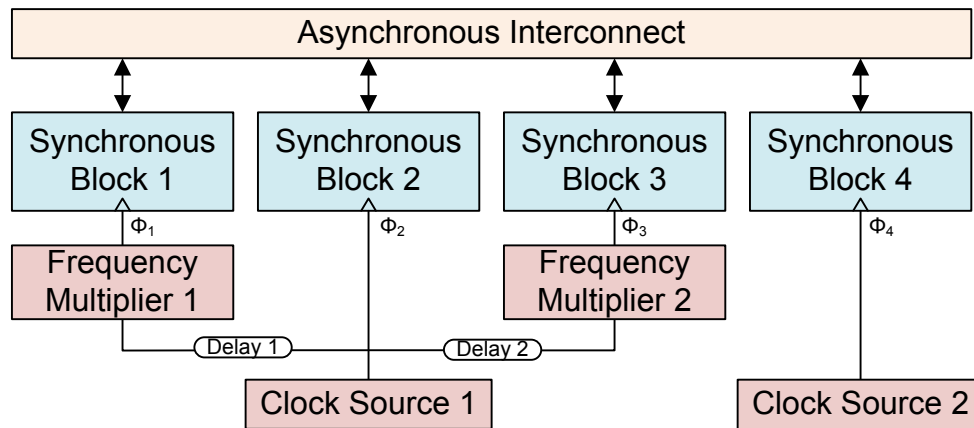 Asynchronous Interconnect
Synchronous
Block 1
Synchronous
Block 2
Synchronous
Block 3
Synchronous
Block 4
Φ₁
Φ₂
Φ₃
Φ₄
Frequency
Multiplier 1
Frequency
Multiplier 2
Delay 1
Delay 2
Clock Source 1
Clock Source 2